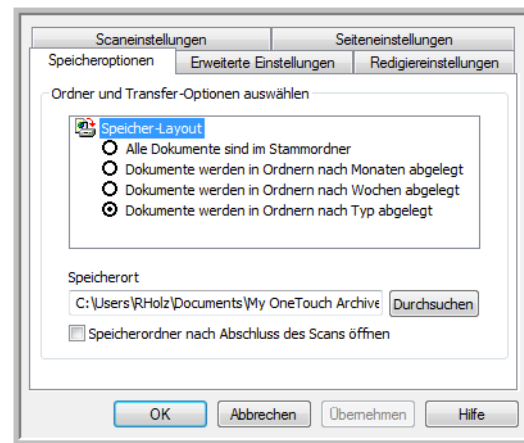 Scaneinstellungen Seiteneinstellungen
Speicheroptionen Erweiterte Einstellungen Redigiereinstellungen
Ordner und Transfer-Optionen auswählen
Speicher-Layout
Alle Dokumente sind im Stammordner
Dokumente werden in Ordnern nach Monaten abgelegt
Dokumente werden in Ordnern nach Wochen abgelegt
Dokumente werden in Ordnern nach Typ abgelegt
Speicherort
C:\Users\RHolz\Documents\My OneTouch Archive Durchsuchen
Speicherordner nach Abschluss des Scans öffnen
OK Abbrechen Übernehmen Hilfe